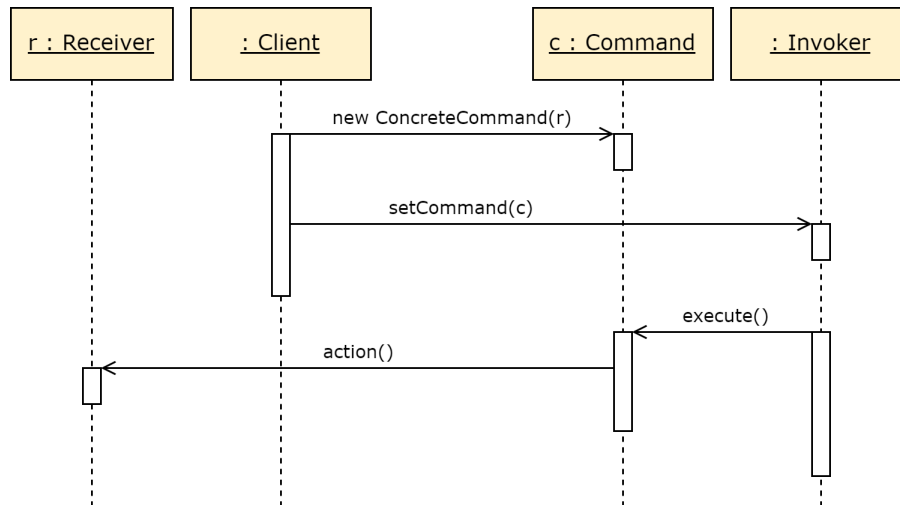 r : Receiver
: Client
c : Command
: Invoker
new ConcreteCommand(r)
setCommand(c)
execute()
action()